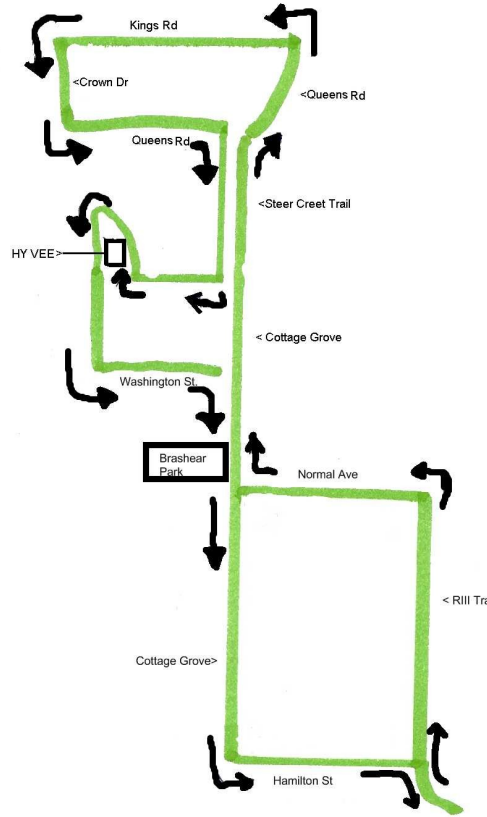 Kings Rd
<Crown Dr
<Queens Rd
Queens Rd
<Steer Creet Trail
HY VEE>
< Cottage Grove
Washington St.
Brashear
Park
Normal Ave
< RIII
Cottage Grove>
Hamilton St